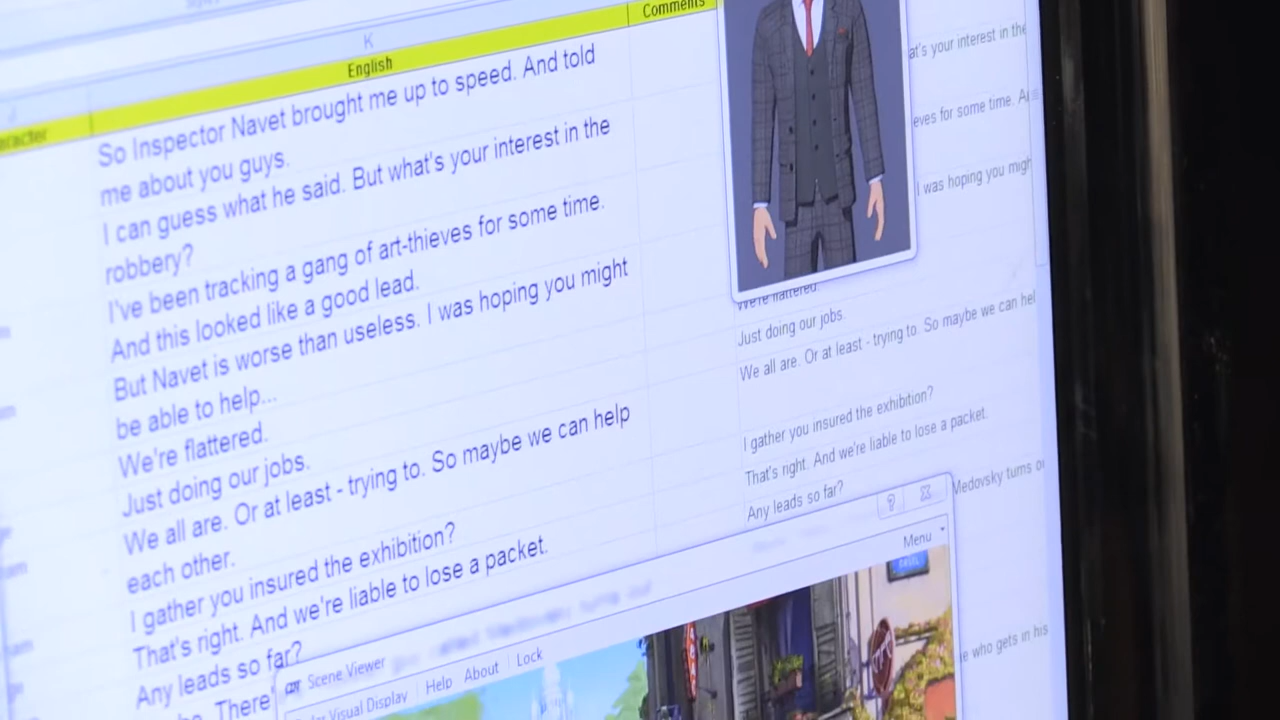 K
English
Comments
So Inspector Navet brought me up to speed. And told
me about you guys.
I can guess what he said. But what's your interest in the
robbery?
I've been tracking a gang of art-thieves for some time.
And this looked like a good lead.
But Navet is worse than useless. I was hoping you might
be able to help...
We're flattered.
Just doing our jobs.
We all are. Or at least - trying to. So maybe we can help
each other.
I gather you insured the exhibition?
That's right. And we're liable to lose a packet.
Any leads so far?
There'
at's your interest in the
eves for some time. A
I was hoping you migh
We're flattered.
Just doing our jobs.
We all are. Or at least - trying to. So maybe we can hel
I gather you insured the exhibition?
That's right. And we're liable to lose a packet.
Any leads so far?
Medovsky turns o
e who gets in his
Scene Viewer
Menu
Visual Display
Help
About
Lock